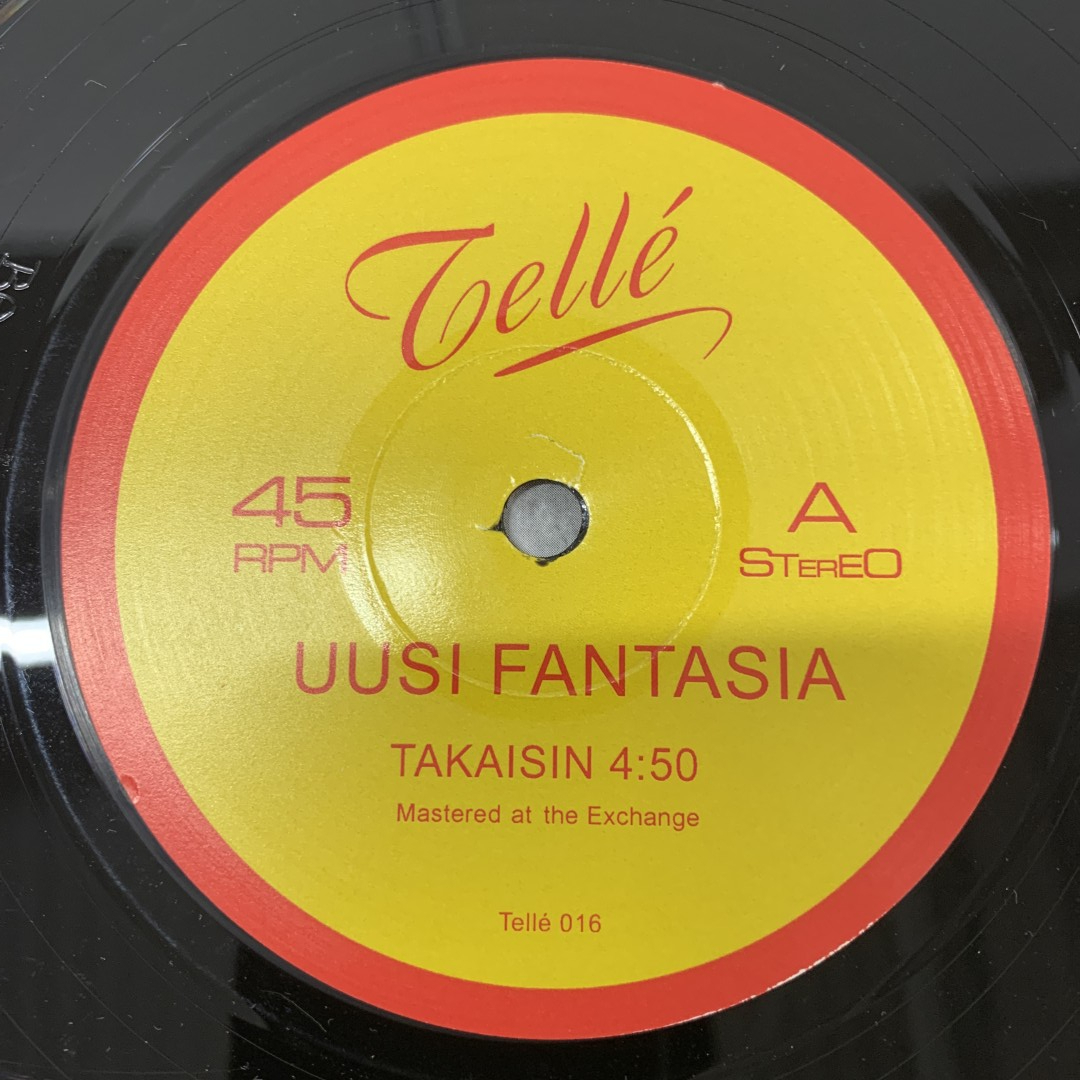 Tellé
45
RPM
A
STEREO
UUSI FANTASIA
TAKAISIN 4:50
Mastered at the Exchange
Tellé 016